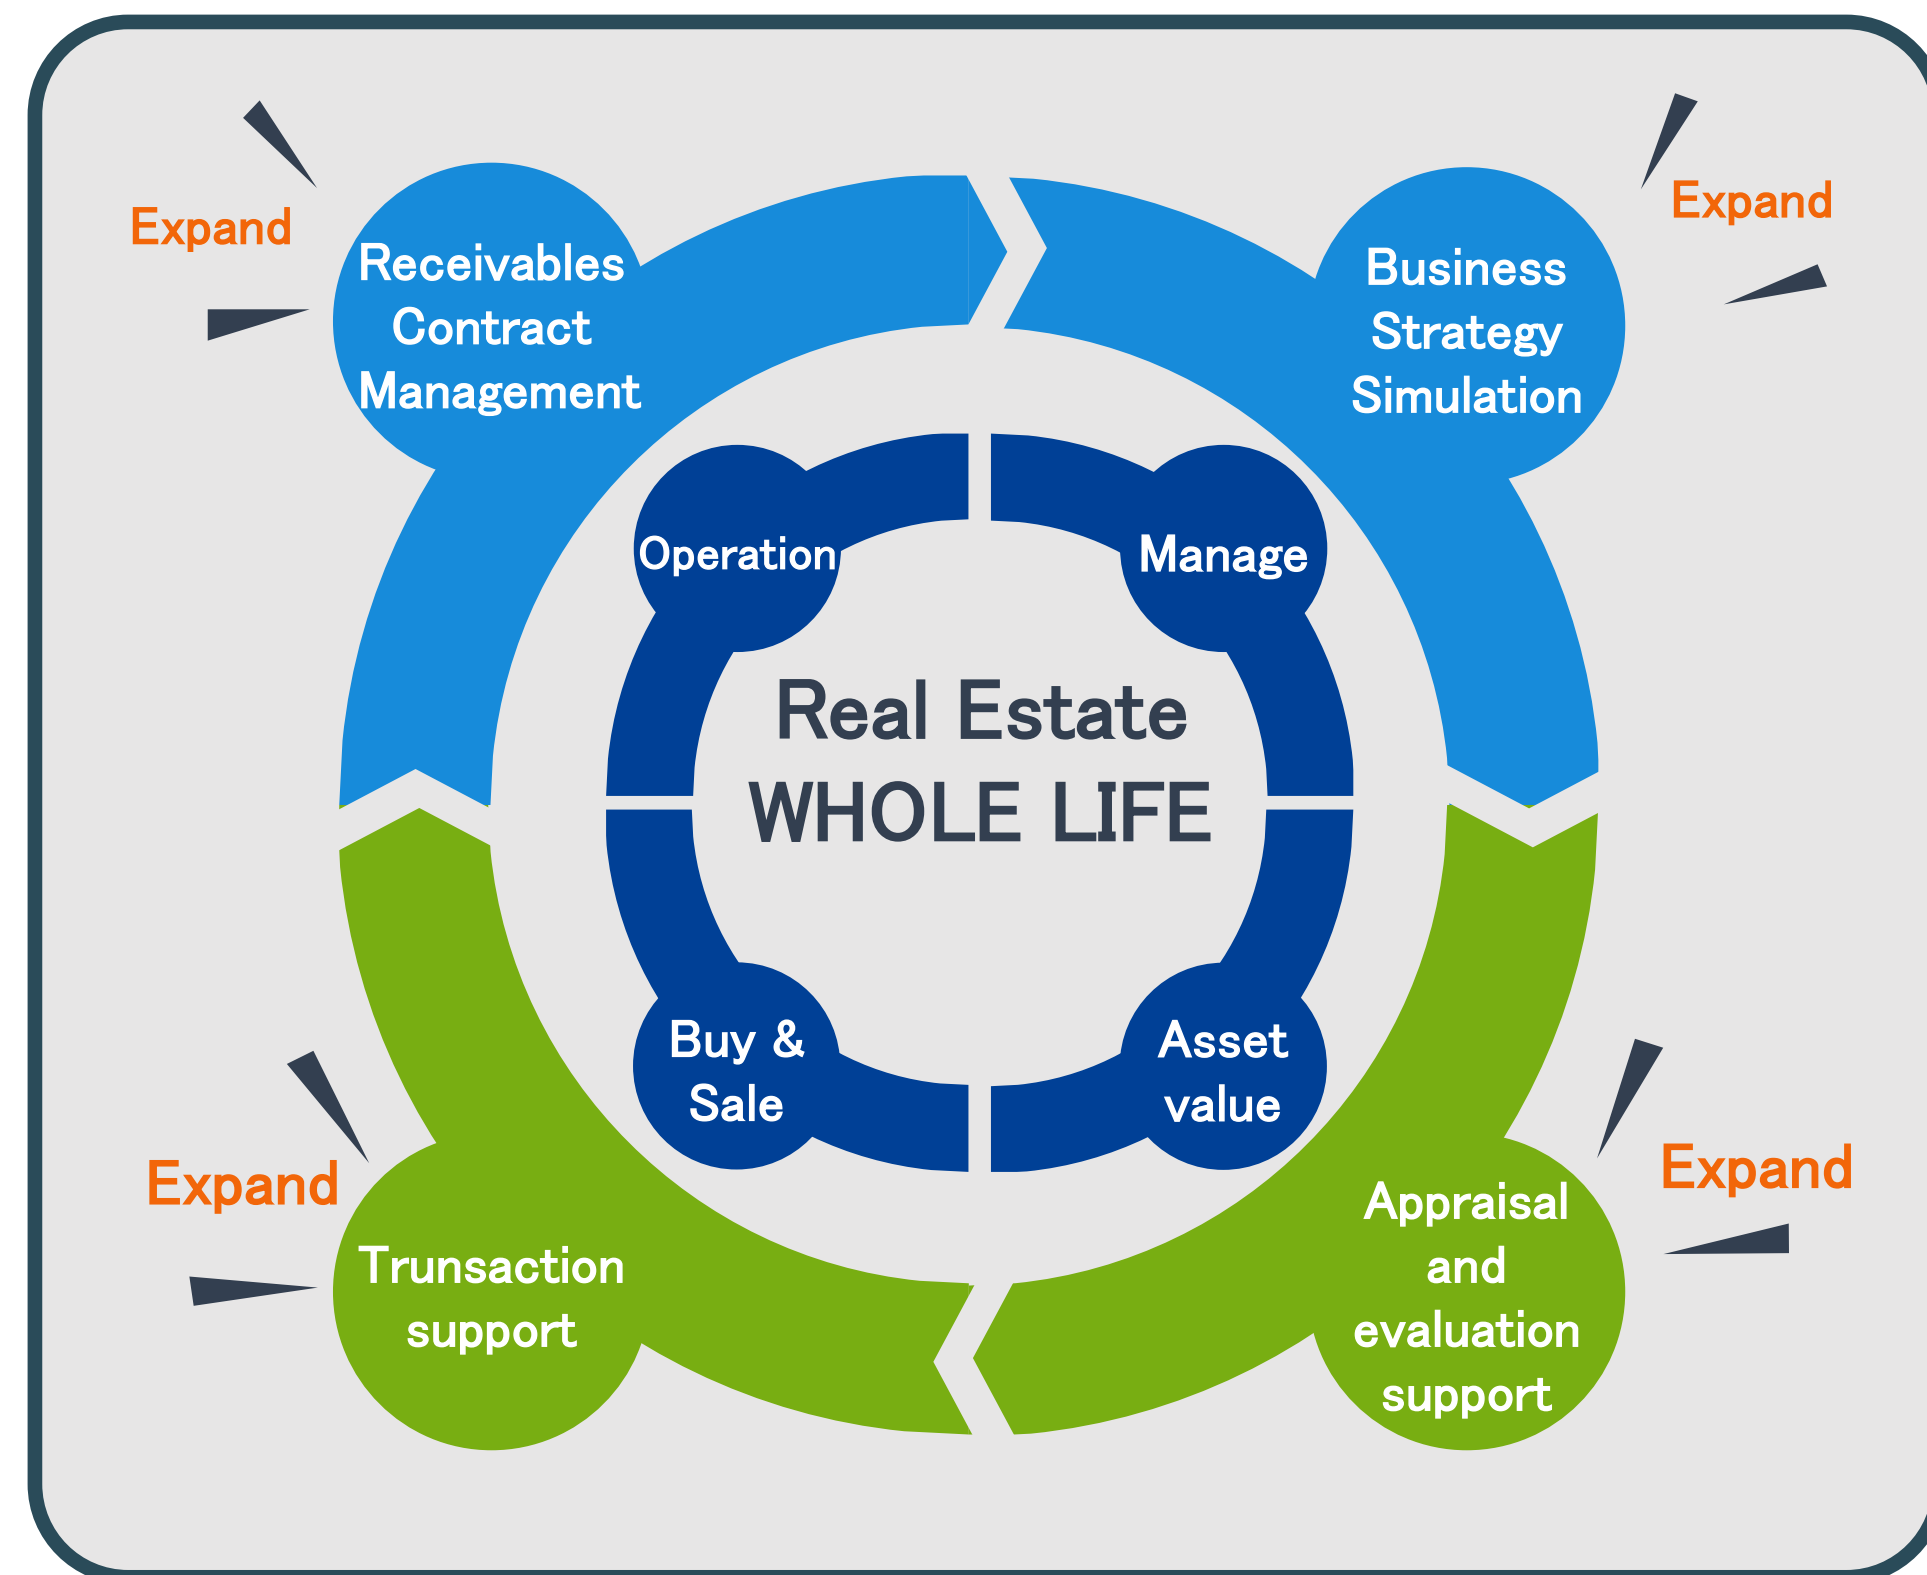 Expand
Receivables
Contract
Management
Expand
Business
Strategy
Simulation
Operation
Manage
Real Estate
WHOLE LIFE
Buy &
Sale
Asset
value
Expand
Trunsaction
support
Expand
Appraisal
and
evaluation
support